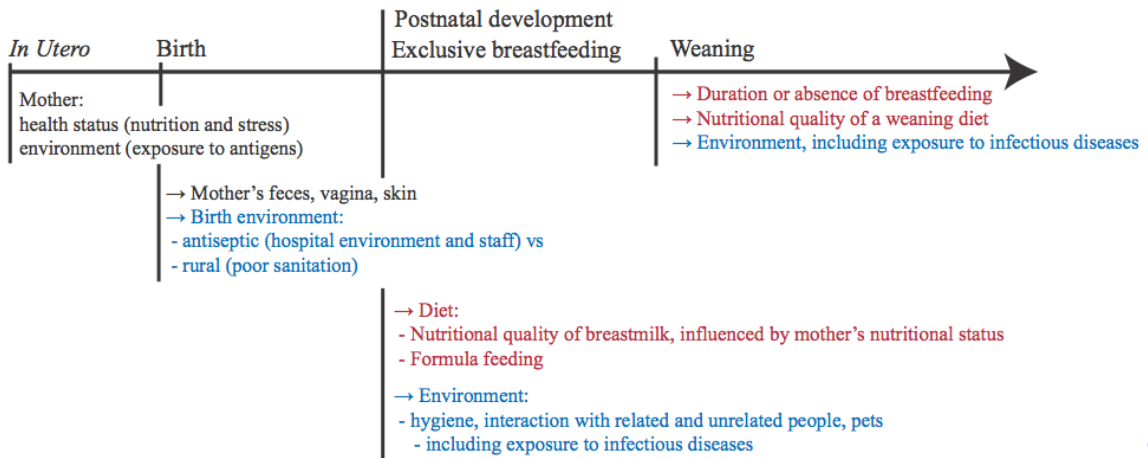 Postnatal development
In Utero
Birth
Exclusive breastfeeding
Weaning
Mother:
health status (nutrition and stress)
environment (exposure to antigens)
→ Duration or absence of breastfeeding
→ Nutritional quality of a weaning diet
→ Environment, including exposure to infectious diseases
→ Mother's feces, vagina, skin
→ Birth environment:
- antiseptic (hospital environment and staff) vs
- rural (poor sanitation)
→ Diet:
- Nutritional quality of breastmilk, influenced by mother's nutritional status
- Formula feeding
→ Environment:
- hygiene, interaction with related and unrelated people, pets
- including exposure to infectious diseases